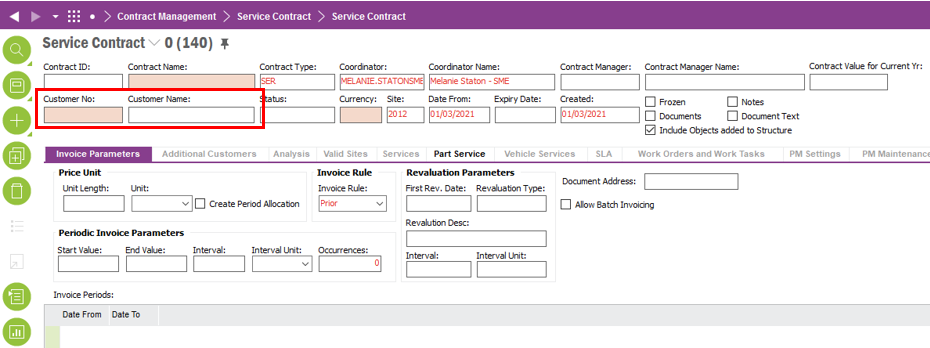 Contract Management Service Contract Service Contract
Service Contract 0 (140)
Contract ID: Contract Name: Contract Type: Coordinator: Coordinator Name: Contract Manager: Contract Manager Name: Contract Value for Current Yr:
SER MELANIE.STATONSME Melanie Staton - SME
Customer No: Customer Name: Status: Currency: Site: Date From: Expiry Date: Created:
2012 01/03/2021 01/03/2021
Frozen Notes
Documents Document Text
Include Objects added to Structure
Invoice Parameters Additional Customers Analysis Valid Sites Services Part Service Vehicle Services SLA Work Orders and Work Tasks PM Settings PM Maintenance
Price Unit Invoice Rule Revaluation Parameters
Unit Length: Unit: Invoice Rule: First Rev. Date: Revaluation Type: Document Address:
Create Period Allocation Prior Allow Batch Invoicing
Revalution Desc:
Periodic Invoice Parameters
Start Value: End Value: Interval: Interval Unit: Occurrences: Interval: Interval Unit:
0
Invoice Periods:
Date From Date To